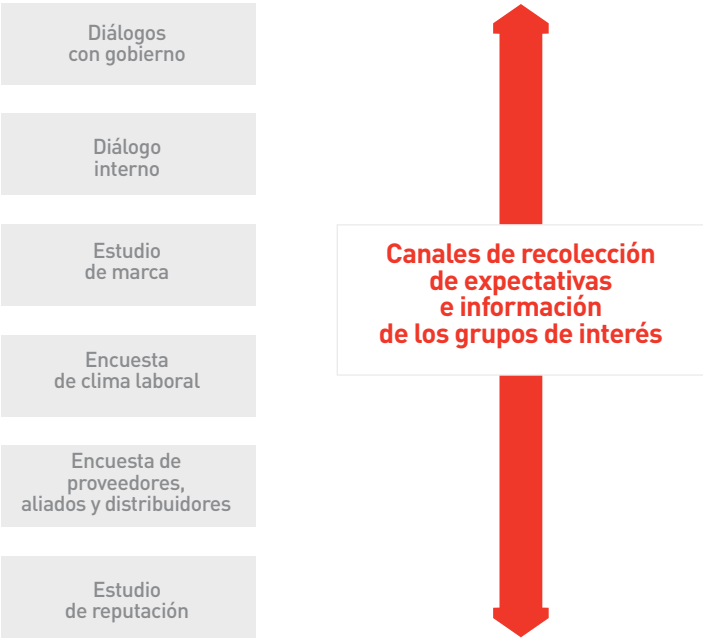 Diálogos
con gobierno
Diálogo
interno
Estudio
de marca
Encuesta
de clima laboral
Encuesta de
proveedores,
aliados y distribuidores
Estudio
de reputación
Canales de recolección
de expectativas
e información
de los grupos de interés